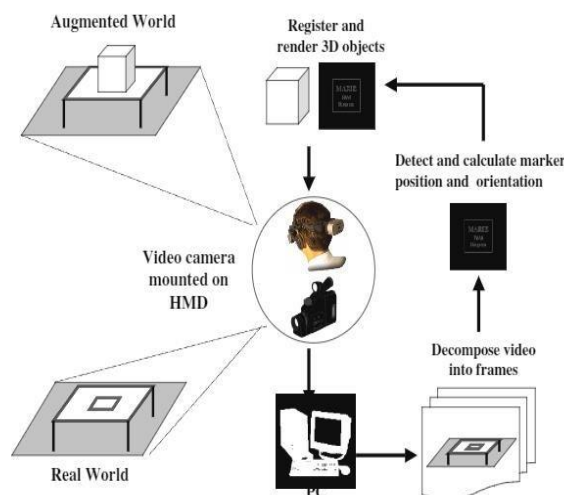 Augmented World
Register and
render 3D objects
Detect and calculate marker
position and orientation
Video camera
mounted on
HMD
Decompose video
into frames
Real World